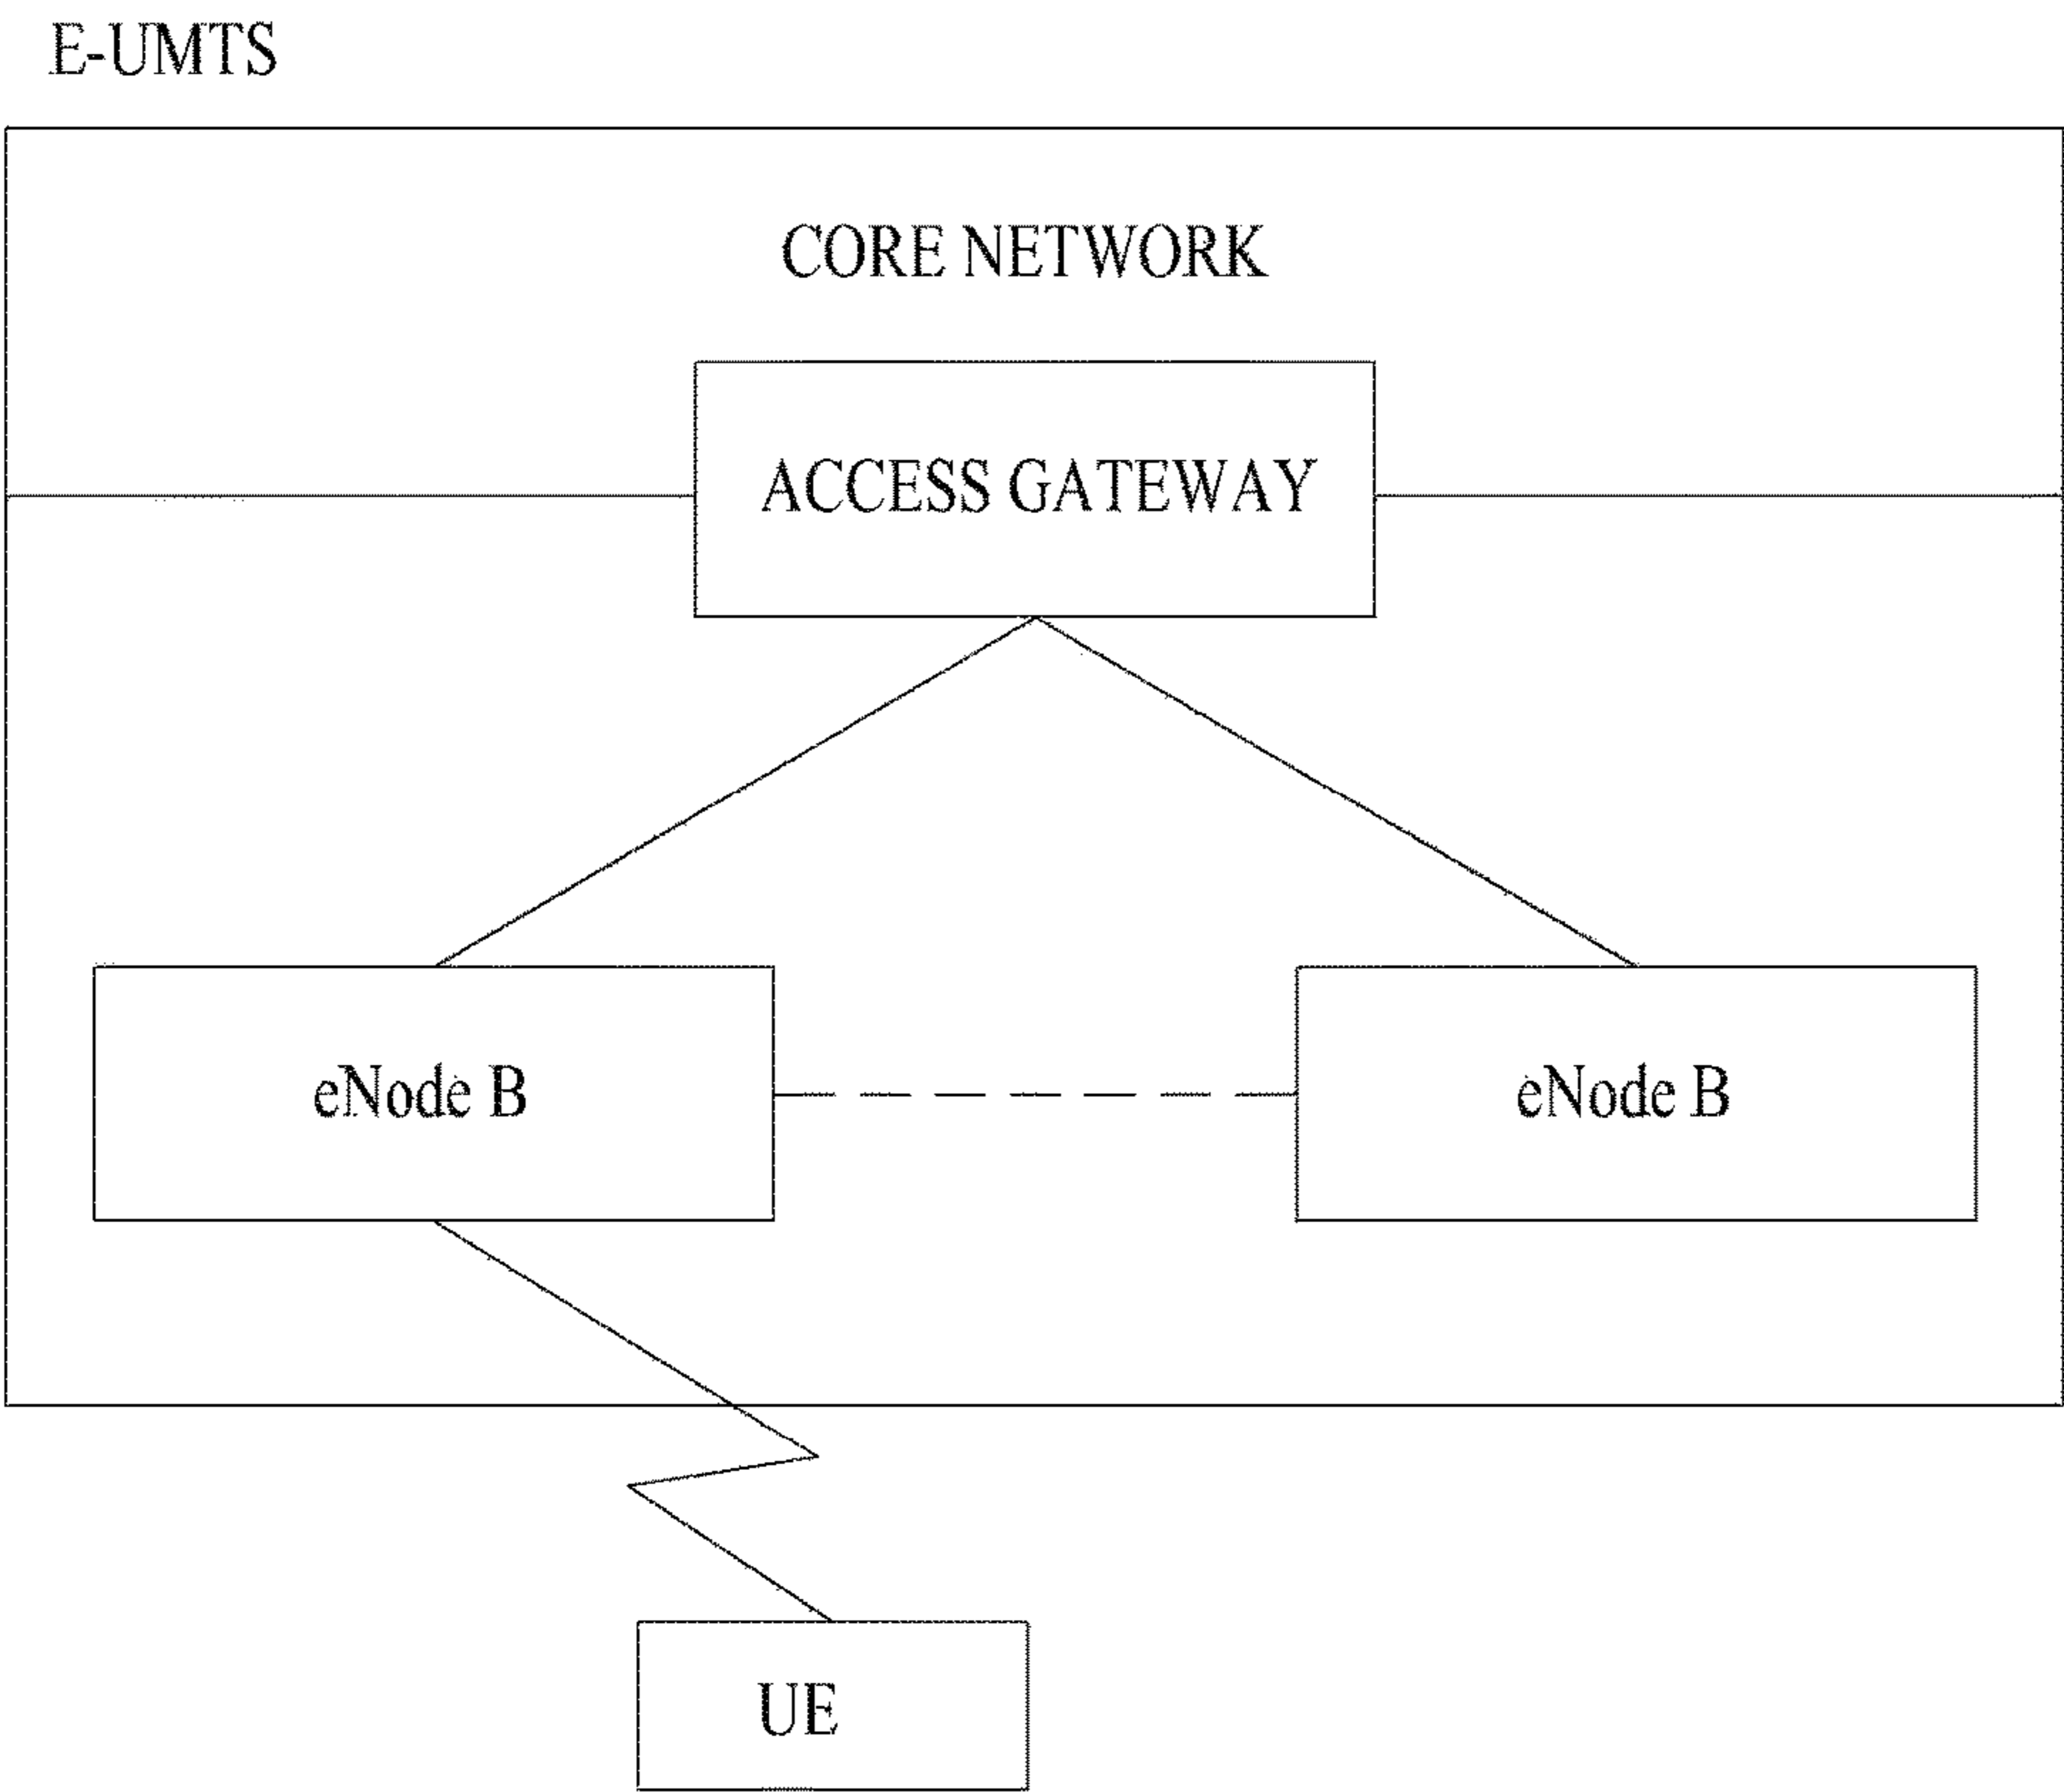 E-UMTS
CORE NETWORK
ACCESS GATEWAY
eNode B
eNode B
UE